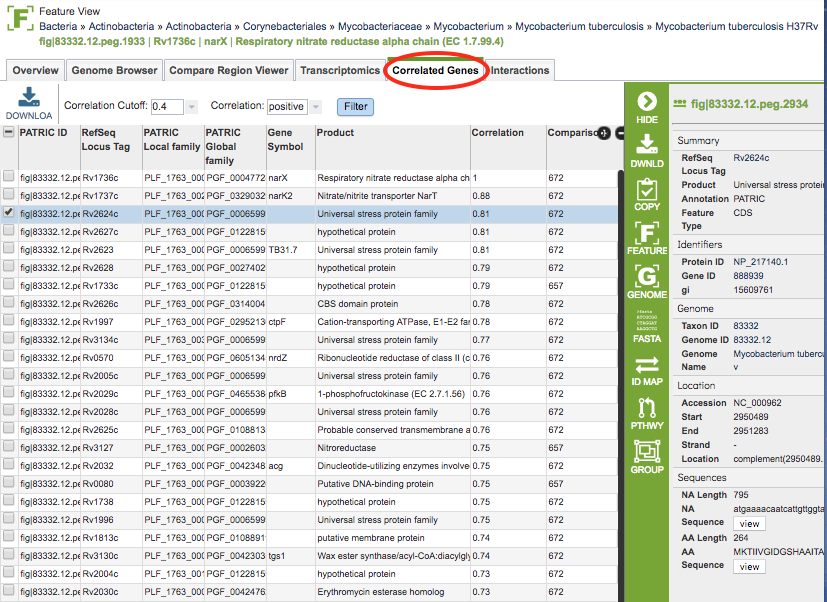 Feature View
Bacteria » Actinobacteria » Actinobacteria » Corynebacteriales » Mycobacteriaceae » Mycobacterium » Mycobacterium tuberculosis » Mycobacterium tuberculosis H37Rv
fig|83332.12.peg.1933 | Rv1736c | narX | Respiratory nitrate reductase alpha chain (EC 1.7.99.4)
Overview Genome Browser Compare Region Viewer Transcriptomics Correlated Genes Interactions
DOWNLOA Correlation Cutoff: 0.4 Correlation: positive Filter
PATRIC ID RefSeq Locus Tag PATRIC Local family PATRIC Global family Gene Symbol Product Correlation Comparisc
fig|83332.12.pe Rv1736c PLF_1763_000 PGF_0004772 narX Respiratory nitrate reductase alpha ch 1 672
fig|83332.12.pe Rv1737c PLF_1763_002 PGF_0329032 narK2 Nitrate/nitrite transporter NarT 0.88 672
fig|83332.12.pe Rv2624c PLF_1763_000 PGF_0006599 Universal stress protein family 0.81 672
fig|83332.12.pe Rv2627c PLF_1763_000 PGF_0122815 hypothetical protein 0.81 672
fig|83332.12.pe Rv2623 PLF_1763_000 PGF_0006599 TB31.7 Universal stress protein family 0.81 672
fig|83332.12.pe Rv2628 PLF_1763_000 PGF_0027402 hypothetical protein 0.79 672
fig|83332.12.pe Rv1733c PLF_1763_000 PGF_0122815 hypothetical protein 0.79 657
fig|83332.12.pe Rv2626c PLF_1763_000 PGF_0314004 CBS domain protein 0.78 672
fig|83332.12.pe Rv1997 PLF_1763_000 PGF_0295213 ctpF Cation-transporting ATPase, E1-E2 fa 0.78 672
fig|83332.12.pe Rv3134c PLF_1763_000 PGF_0006599 Universal stress protein family 0.77 672
fig|83332.12.pe Rv0570 PLF_1763_000 PGF_0605134 nrdZ Ribonucleotide reductase of class II (c 0.76 672
fig|83332.12.pe Rv2005c PLF_1763_000 PGF_0006599 Universal stress protein family 0.76 672
fig|83332.12.pe Rv2029c PLF_1763_000 PGF_0465538 pfkB 1-phosphofructokinase (EC 2.7.1.56) 0.76 672
fig|83332.12.pe Rv2028c PLF_1763_000 PGF_0006599 Universal stress protein family 0.76 672
fig|83332.12.pe Rv2625c PLF_1763_000 PGF_0108813 Probable conserved transmembrane a 0.76 672
fig|83332.12.pe Rv3127 PLF_1763_000 PGF_0002603 Nitroreductase 0.75 657
fig|83332.12.pe Rv2032 PLF_1763_000 PGF_0042348 acg Dinucleotide-utilizing enzymes involve 0.75 672
fig|83332.12.pe Rv0080 PLF_1763_000 PGF_0003922 Putative DNA-binding protein 0.75 657
fig|83332.12.pe Rv1738 PLF_1763_000 PGF_0122815 hypothetical protein 0.75 672
fig|83332.12.pe Rv1996 PLF_1763_000 PGF_0006599 Universal stress protein family 0.75 672
fig|83332.12.pe Rv1813c PLF_1763_000 PGF_0108891 putative membrane protein 0.74 672
fig|83332.12.pe Rv3130c PLF_1763_000 PGF_0042303 tgs1 Wax ester synthase/acyl-CoA:diacylgly 0.74 672
fig|83332.12.pe Rv2004c PLF_1763_001 PGF_0122815 hypothetical protein 0.73 672
fig|83332.12.pe Rv2030c PLF_1763_000 PGF_0042476 Erythromycin esterase homolog 0.73 672
HIDE
DWNLD
COPY
FEATURE
GENOME
FASTA
ID MAP
PTHWY
GROUP
fig|83332.12.peg.2934
Summary
RefSeq Locus Tag Rv2624c
Product Universal stress protein
Annotation PATRIC
Feature Type CDS
Identifiers
Protein ID NP_217140.1
Gene ID 888939
gi 15609761
Genome
Taxon ID 83332
Genome ID 83332.12
Genome Name Mycobacterium tubercu v
Location
Accession NC_000962
Start 2950489
End 2951283
Strand -
Location complement(2950489.
Sequences
NA Length 795
NA Sequence atgaaaacaatcattgttggta view
AA Length 264
AA Sequence MKTIIVGIDGSHAAITA view